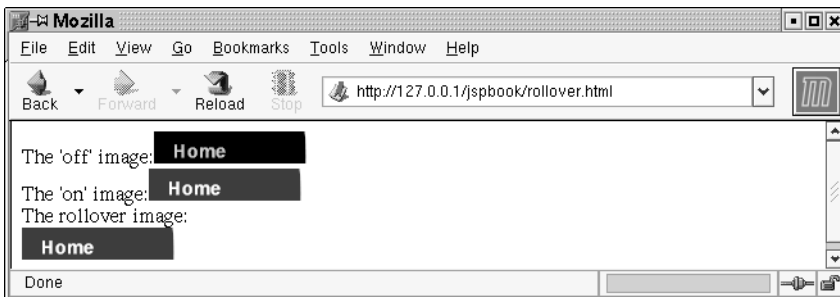 Mozilla
File Edit View Go Bookmarks Tools Window Help
Back Forward Reload Stop http://127.0.0.1/jspbook/rollover.html
The 'off' image: Home
The 'on' image: Home
The rollover image:
Home
Done